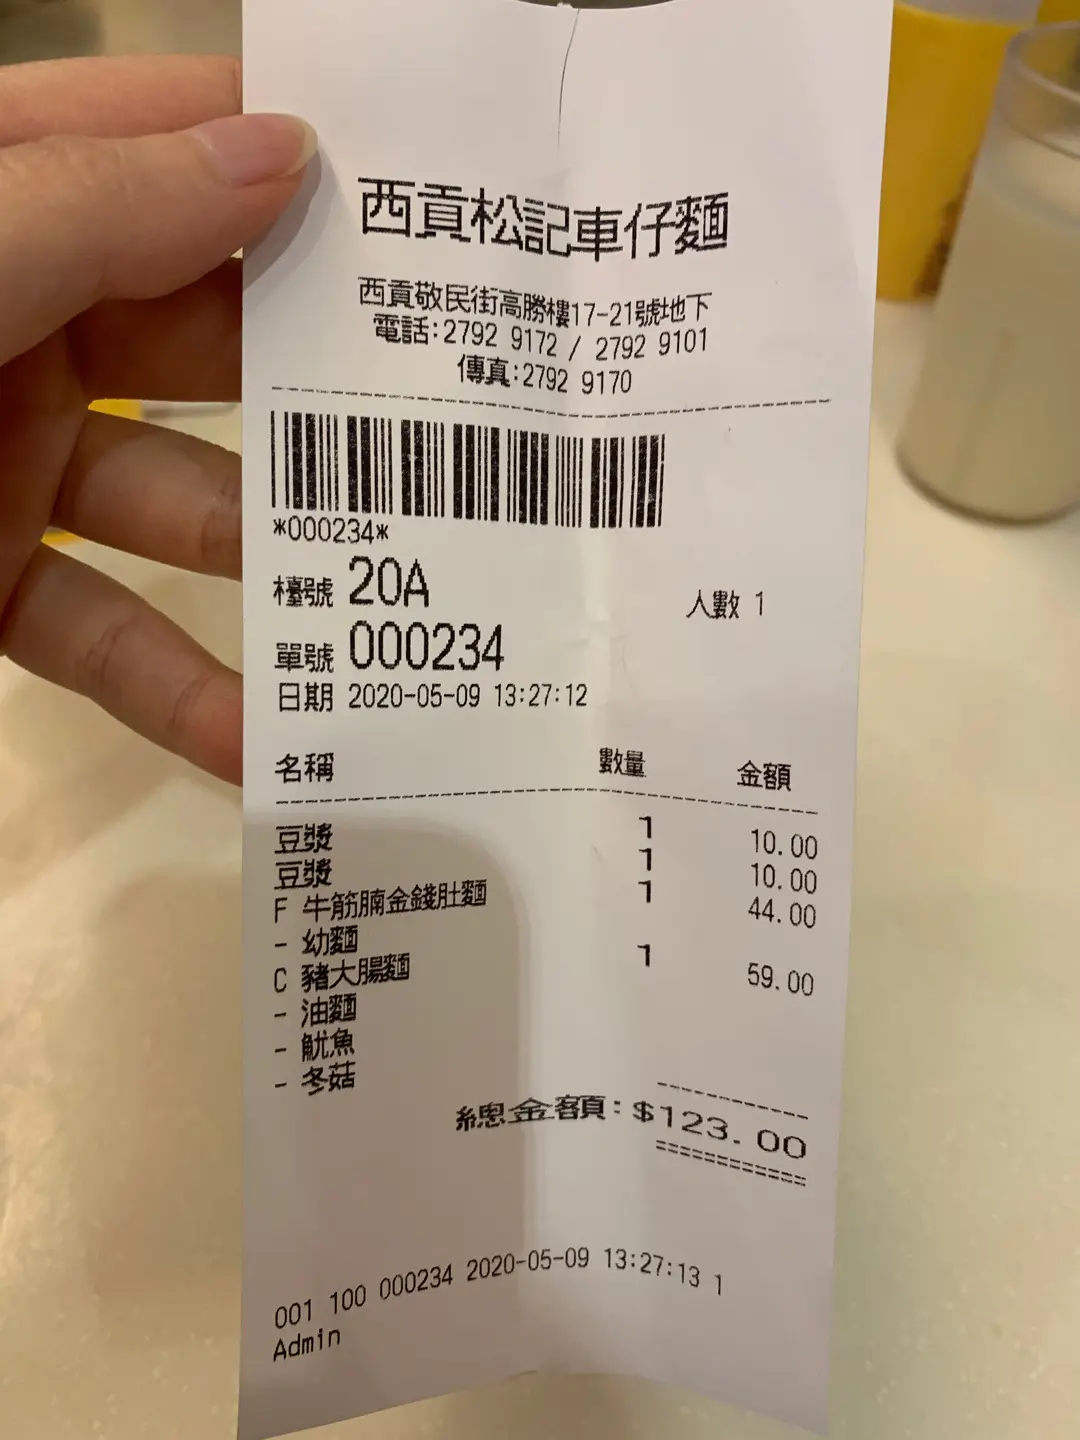 西貢松記車仔麵
西貢敬民街高勝樓17-21號地下
電話:2792 9172 / 2792 9101
傳真:2792 9170
*000234*
檯號 20A 人數 1
單號 000234
日期 2020-05-09 13:27:12
名稱 數量 金額
豆漿 1 10.00
豆漿 1 10.00
F 牛筋腩金錢肚麵 1 44.00
- 幼麵
C 豬大腸麵 1 59.00
- 油麵
- 魷魚
- 冬菇
總金額:$123.00
001 100 000234 2020-05-09 13:27:13 1
Admin